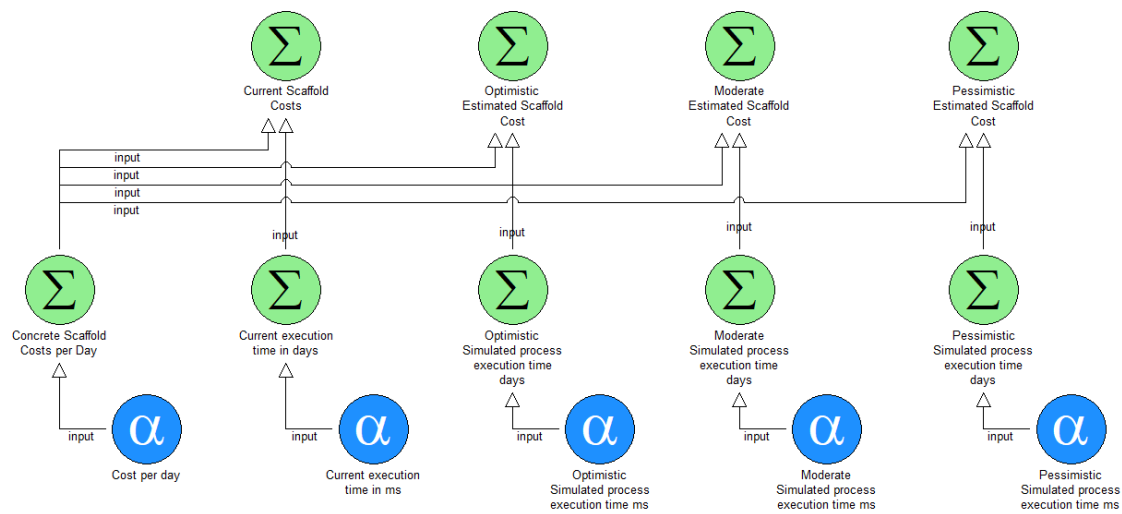 Σ
Σ
Σ
Σ
Current Scaffold
Costs
Optimistic
Estimated Scaffold
Cost
Moderate
Estimated Scaffold
Cost
Pessimistic
Estimated Scaffold
Cost
input
input
input
input
input
input
input
input
Σ
Σ
Σ
Σ
Σ
Concrete Scaffold
Costs per Day
Current execution
time in days
Optimistic
Simulated process
execution time
days
Moderate
Simulated process
execution time
days
Pessimistic
Simulated process
execution time
days
input
α
input
α
input
α
input
α
input
α
Cost per day
Current execution
time in ms
Optimistic
Simulated process
execution time ms
Moderate
Simulated process
execution time ms
Pessimistic
Simulated process
execution time ms